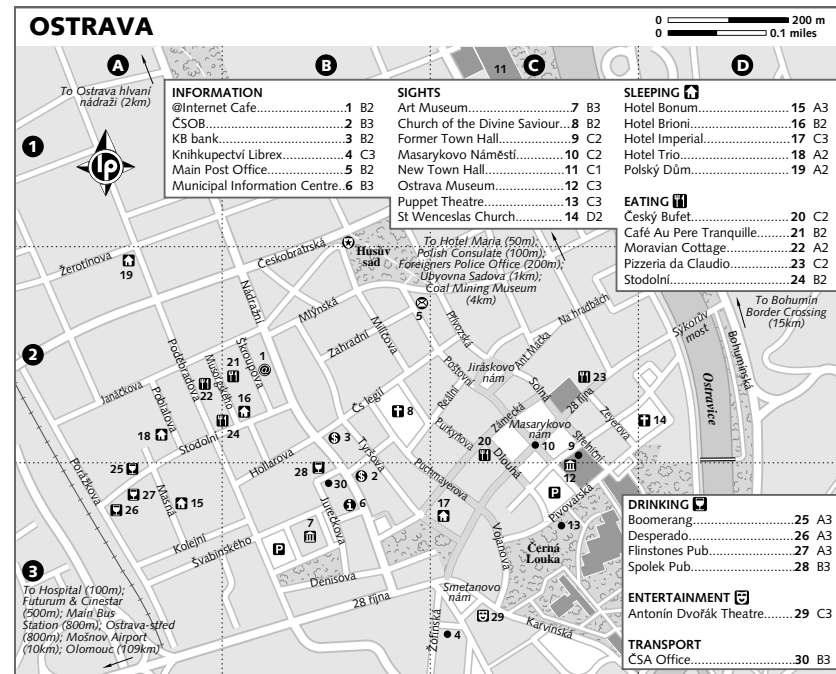 OSTRAVA
0 200 m
0 0.1 miles
A
B
C
D
To Ostrava hlvaní
nádraží (2km)
1
lp
INFORMATION
@Internet Cafe...................1 B2
ČSOB...................2 B3
KB bank...................3 B2
Knihkupectví Librex...................4 C3
Main Post Office...................5 B2
Municipal Information Centre..6 B3
SIGHTS
Art Museum...................7 B3
Church of the Divine Saviour...8 B2
Former Town Hall...................9 C2
Masarykovo Náměstí...................10 C2
New Town Hall...................11 C1
Ostrava Museum...................12 C3
Puppet Theatre...................13 C3
St Wenceslas Church...................14 D2
SLEEPING
Hotel Bonum...................15 A3
Hotel Brioni...................16 B2
Hotel Imperial...................17 C3
Hotel Trio...................18 A2
Polský Dům...................19 A2
EATING
Český Bufet...................20 C2
Café Au Pere Tranquille...................21 B2
Moravian Cottage...................22 A2
Pizzeria da Claudio...................23 C2
Stodolní...................24 B2
11
To Hotel Maria (50m);
Polish Consulate (100m);
Foreigners Police Office (200m);
Ubyovna Sadova (1km);
Coal Mining Museum
(4km)
To Bohumín
Border Crossing
(15km)
Žerotínova
19
Českobratrská
Husův
sad
Nádražní
Mlýnská
5
Přívozská
Na hradbách
Sýkorův
most
Bohumínská
Ostravice
2
Zahradní
Milíčova
Poštovní
Jiráskovo
nám
Ant Macka
Solná
23
28 října
Janáčkova
Poděbradova
Musorgského
Škroupova
21
1
@
22
16
24
Pobialova
18
Stodolní
Čs legií
8
Reální
Zámecká
Purkyňova
Masarykovo
nám
10
9
Střelniční
Zeyerova
14
20
Dlouhá
12
3
Tyršova
2
Hollarova
28
30
6
Jurečkova
Puchmayerova
17
P
Pivovarská
13
25
27
26
Porážkova
Masná
15
Kolejní
Švabinského
7
P
Denisova
Vojanova
Černá
Louka
3
28 října
Smetanovo
nám
29
Karvinská
Žofinská
4
To Hospital (100m);
Futurum & Cinestar
(500m); Main Bus
Station (800m); Ostrava-střed
(800m); Mošnov Airport
(10km); Olomouc (109km)
DRINKING
Boomerang...................25 A3
Desperado...................26 A3
Flinstones Pub...................27 A3
Spolek Pub...................28 B3
ENTERTAINMENT
Antonín Dvořák Theatre...................29 C3
TRANSPORT
ČSA Office...................30 B3